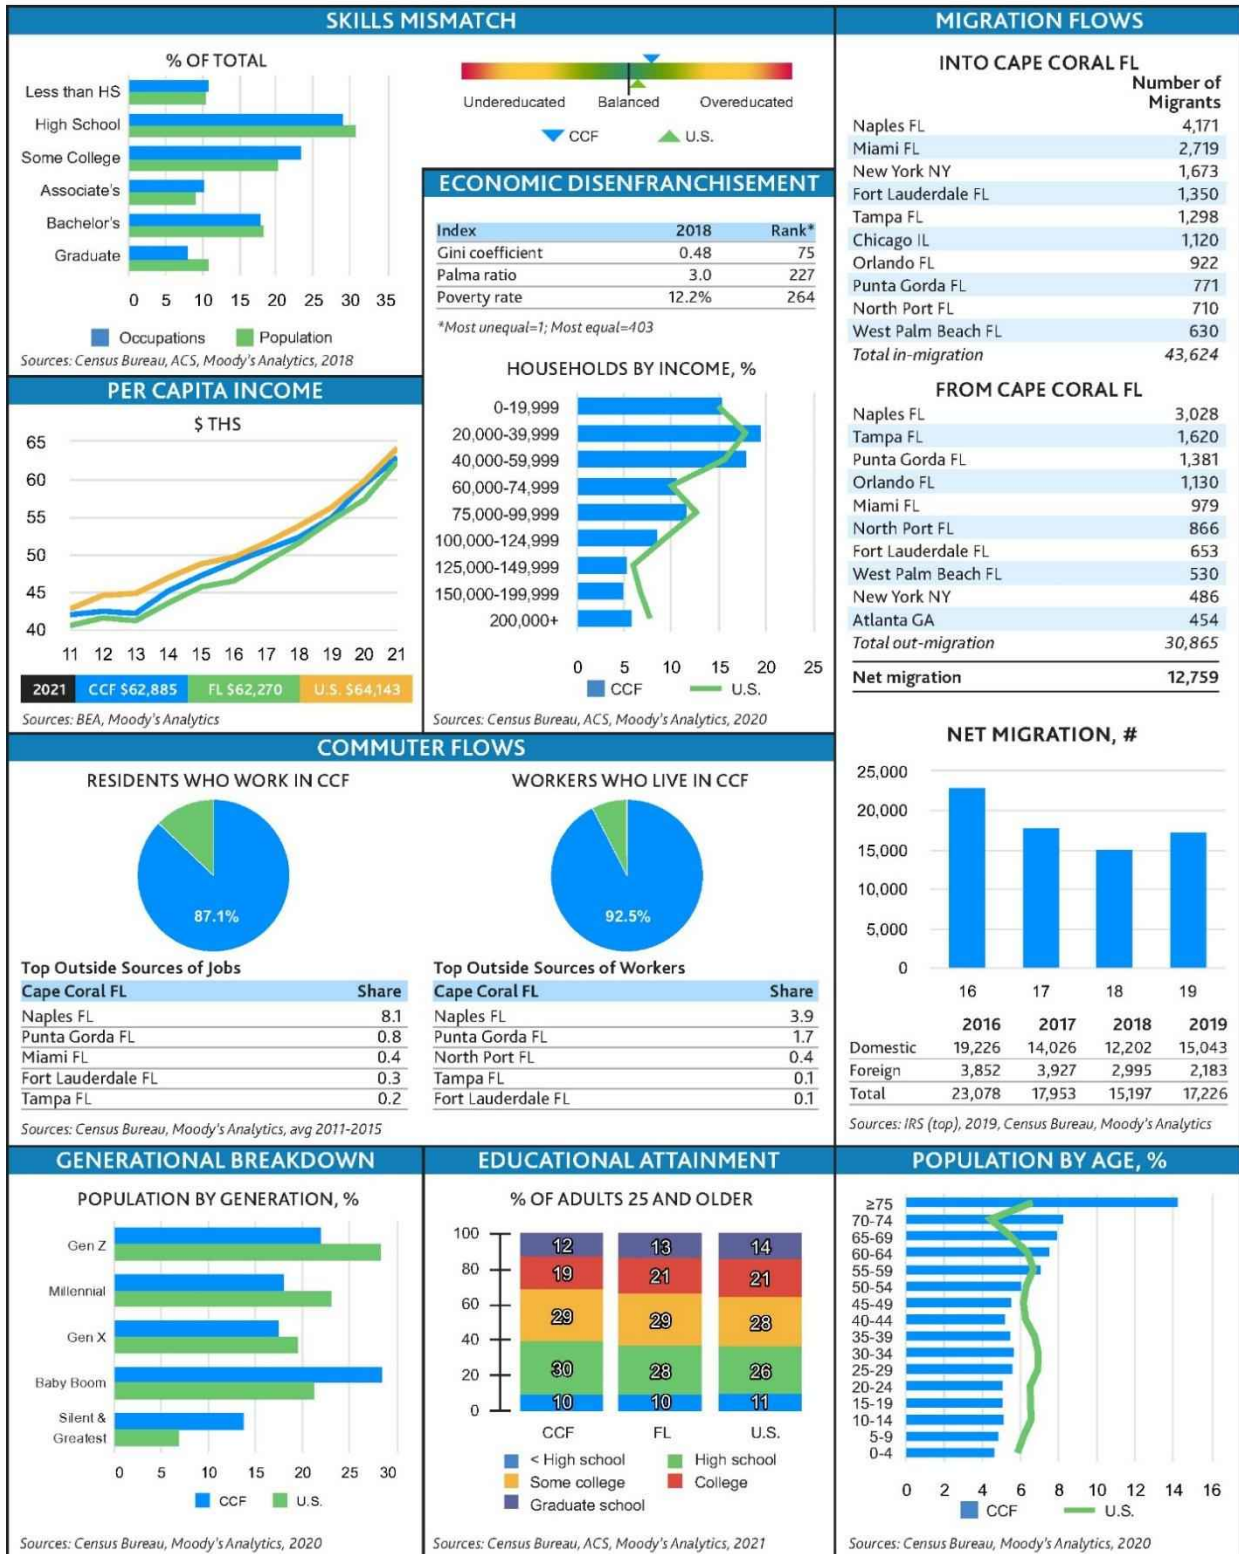 SKILLS MISMATCH
% OF TOTAL
Less than HS
High School
Some College
Associate's
Bachelor's
Graduate
0 5 10 15 20 25 30 35
Occupations Population
Sources: Census Bureau, ACS, Moody's Analytics, 2018
Undereducated Balanced Overeducated
CCF U.S.
PER CAPITA INCOME
$ THS
65
60
55
50
45
40
11 12 13 14 15 16 17 18 19 20 21
2021 CCF $62,885 FL $62,270 U.S. $64,143
Sources: BEA, Moody's Analytics
ECONOMIC DISENFRANCHISEMENT
Index 2018 Rank*
Gini coefficient 0.48 75
Palma ratio 3.0 227
Poverty rate 12.2% 264
*Most unequal=1; Most equal=403
HOUSEHOLDS BY INCOME, %
0-19,999
20,000-39,999
40,000-59,999
60,000-74,999
75,000-99,999
100,000-124,999
125,000-149,999
150,000-199,999
200,000+
0 5 10 15 20 25
CCF U.S.
Sources: Census Bureau, ACS, Moody's Analytics, 2020
MIGRATION FLOWS
INTO CAPE CORAL FL
Number of
Migrants
Naples FL 4,171
Miami FL 2,719
New York NY 1,673
Fort Lauderdale FL 1,350
Tampa FL 1,298
Chicago IL 1,120
Orlando FL 922
Punta Gorda FL 771
North Port FL 710
West Palm Beach FL 630
Total in-migration 43,624
FROM CAPE CORAL FL
Naples FL 3,028
Tampa FL 1,620
Punta Gorda FL 1,381
Orlando FL 1,130
Miami FL 979
North Port FL 866
Fort Lauderdale FL 653
West Palm Beach FL 530
New York NY 486
Atlanta GA 454
Total out-migration 30,865
Net migration 12,759
NET MIGRATION, #
25,000
20,000
15,000
10,000
5,000
0
16 17 18 19
2016 2017 2018 2019
Domestic 19,226 14,026 12,202 15,043
Foreign 3,852 3,927 2,995 2,183
Total 23,078 17,953 15,197 17,226
Sources: IRS (top), 2019, Census Bureau, Moody's Analytics
COMMUTER FLOWS
RESIDENTS WHO WORK IN CCF
87.1%
Top Outside Sources of Jobs
Cape Coral FL Share
Naples FL 8.1
Punta Gorda FL 0.8
Miami FL 0.4
Fort Lauderdale FL 0.3
Tampa FL 0.2
WORKERS WHO LIVE IN CCF
92.5%
Top Outside Sources of Workers
Cape Coral FL Share
Naples FL 3.9
Punta Gorda FL 1.7
North Port FL 0.4
Tampa FL 0.1
Fort Lauderdale FL 0.1
Sources: Census Bureau, Moody's Analytics, avg 2011-2015
GENERATIONAL BREAKDOWN
POPULATION BY GENERATION, %
Gen Z
Millennial
Gen X
Baby Boom
Silent &
Greatest
0 5 10 15 20 25 30
CCF U.S.
Sources: Census Bureau, Moody's Analytics, 2020
EDUCATIONAL ATTAINMENT
% OF ADULTS 25 AND OLDER
100
80
60
40
20
0
12 13 14
19 21 21
29 29 28
30 28 26
10 10 11
CCF FL U.S.
< High school High school
Some college College
Graduate school
Sources: Census Bureau, ACS, Moody's Analytics, 2021
POPULATION BY AGE, %
≥75
70-74
65-69
60-64
55-59
50-54
45-49
40-44
35-39
30-34
25-29
20-24
15-19
10-14
5-9
0-4
0 2 4 6 8 10 12 14 16
CCF U.S.
Sources: Census Bureau, Moody's Analytics, 2020